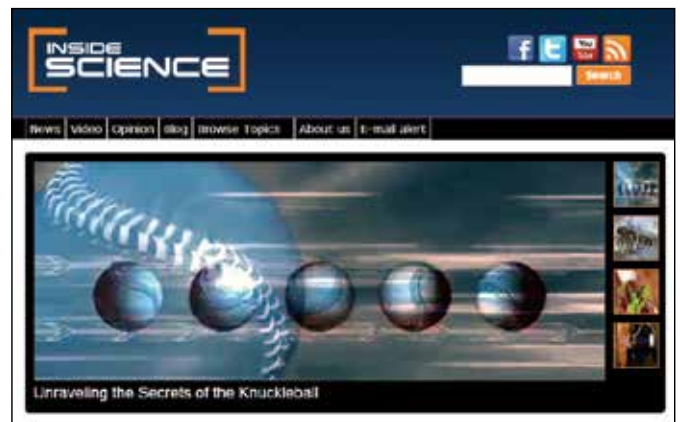 INSIDE
SCIENCE
You
Search
News Video Opinion Blog Browse Topics About us E-mail alert
Unraveling the Secrets of the Knuckleball